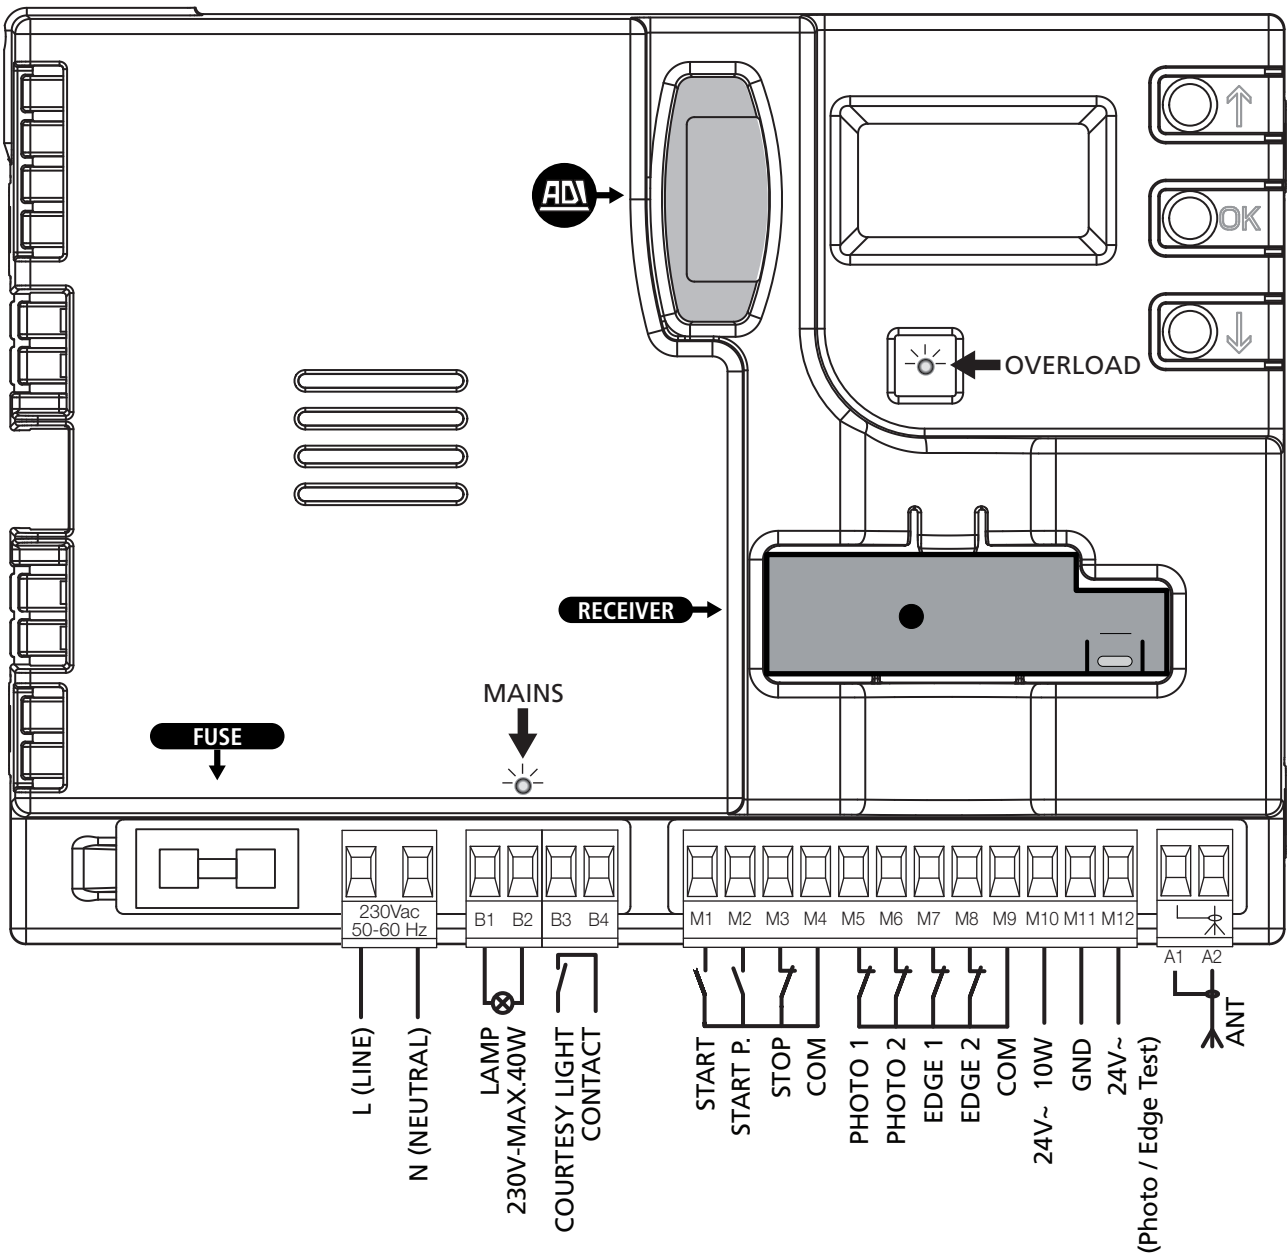 ADI
OK
OVERLOAD
RECEIVER
MAINS
FUSE
230Vac
50-60 Hz
B1 B2 B3 B4
M1 M2 M3 M4 M5 M6 M7 M8 M9 M10 M11 M12
A1 A2
L (LINE)
N (NEUTRAL)
LAMP
230V-MAX.40W
COURTESY LIGHT
CONTACT
START
START P.
STOP
COM
PHOTO 1
PHOTO 2
EDGE 1
EDGE 2
COM
24V~ 10W
GND
24V~
(Photo / Edge Test)
ANT